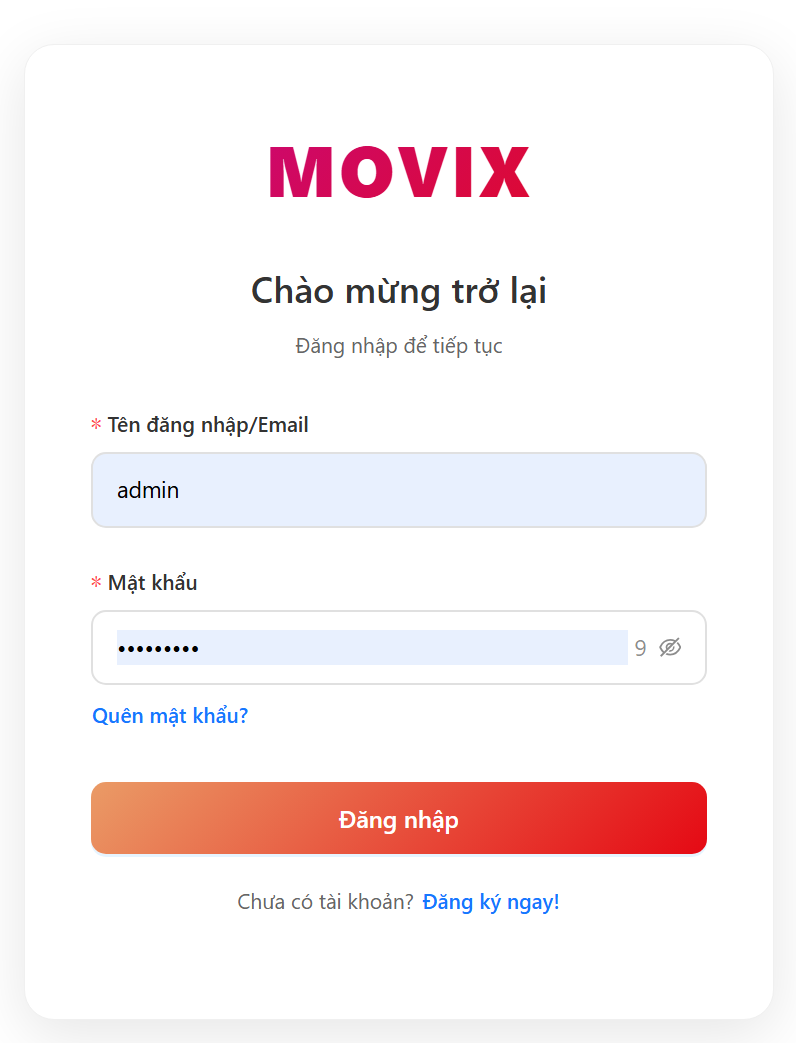 MOVIX
Chào mừng trở lại
Đăng nhập để tiếp tục
* Tên đăng nhập/Email
admin
* Mật khẩu
••••••••• 9
Quên mật khẩu?
Đăng nhập
Chưa có tài khoản? Đăng ký ngay!